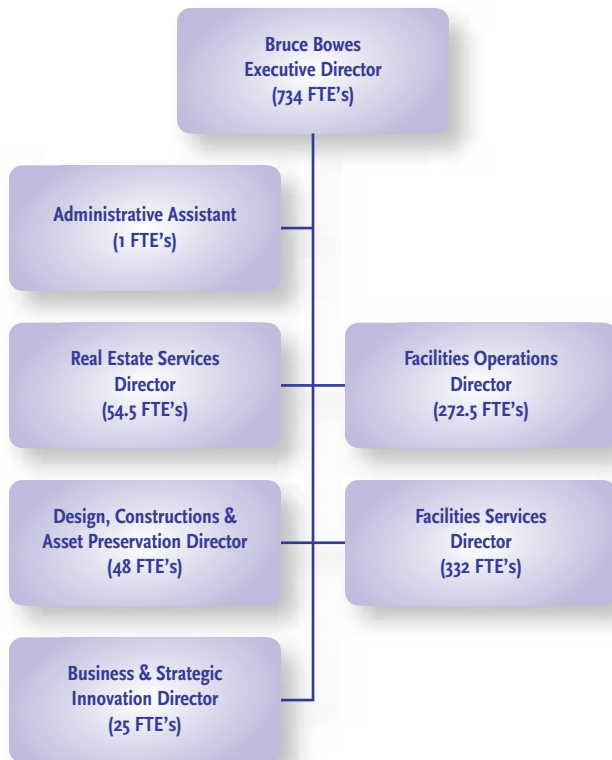 Bruce Bowes
Executive Director
(734 FTE's)
Administrative Assistant
(1 FTE's)
Real Estate Services
Director
(54.5 FTE's)
Facilities Operations
Director
(272.5 FTE's)
Design, Constructions &
Asset Preservation Director
(48 FTE's)
Facilities Services
Director
(332 FTE's)
Business & Strategic
Innovation Director
(25 FTE's)